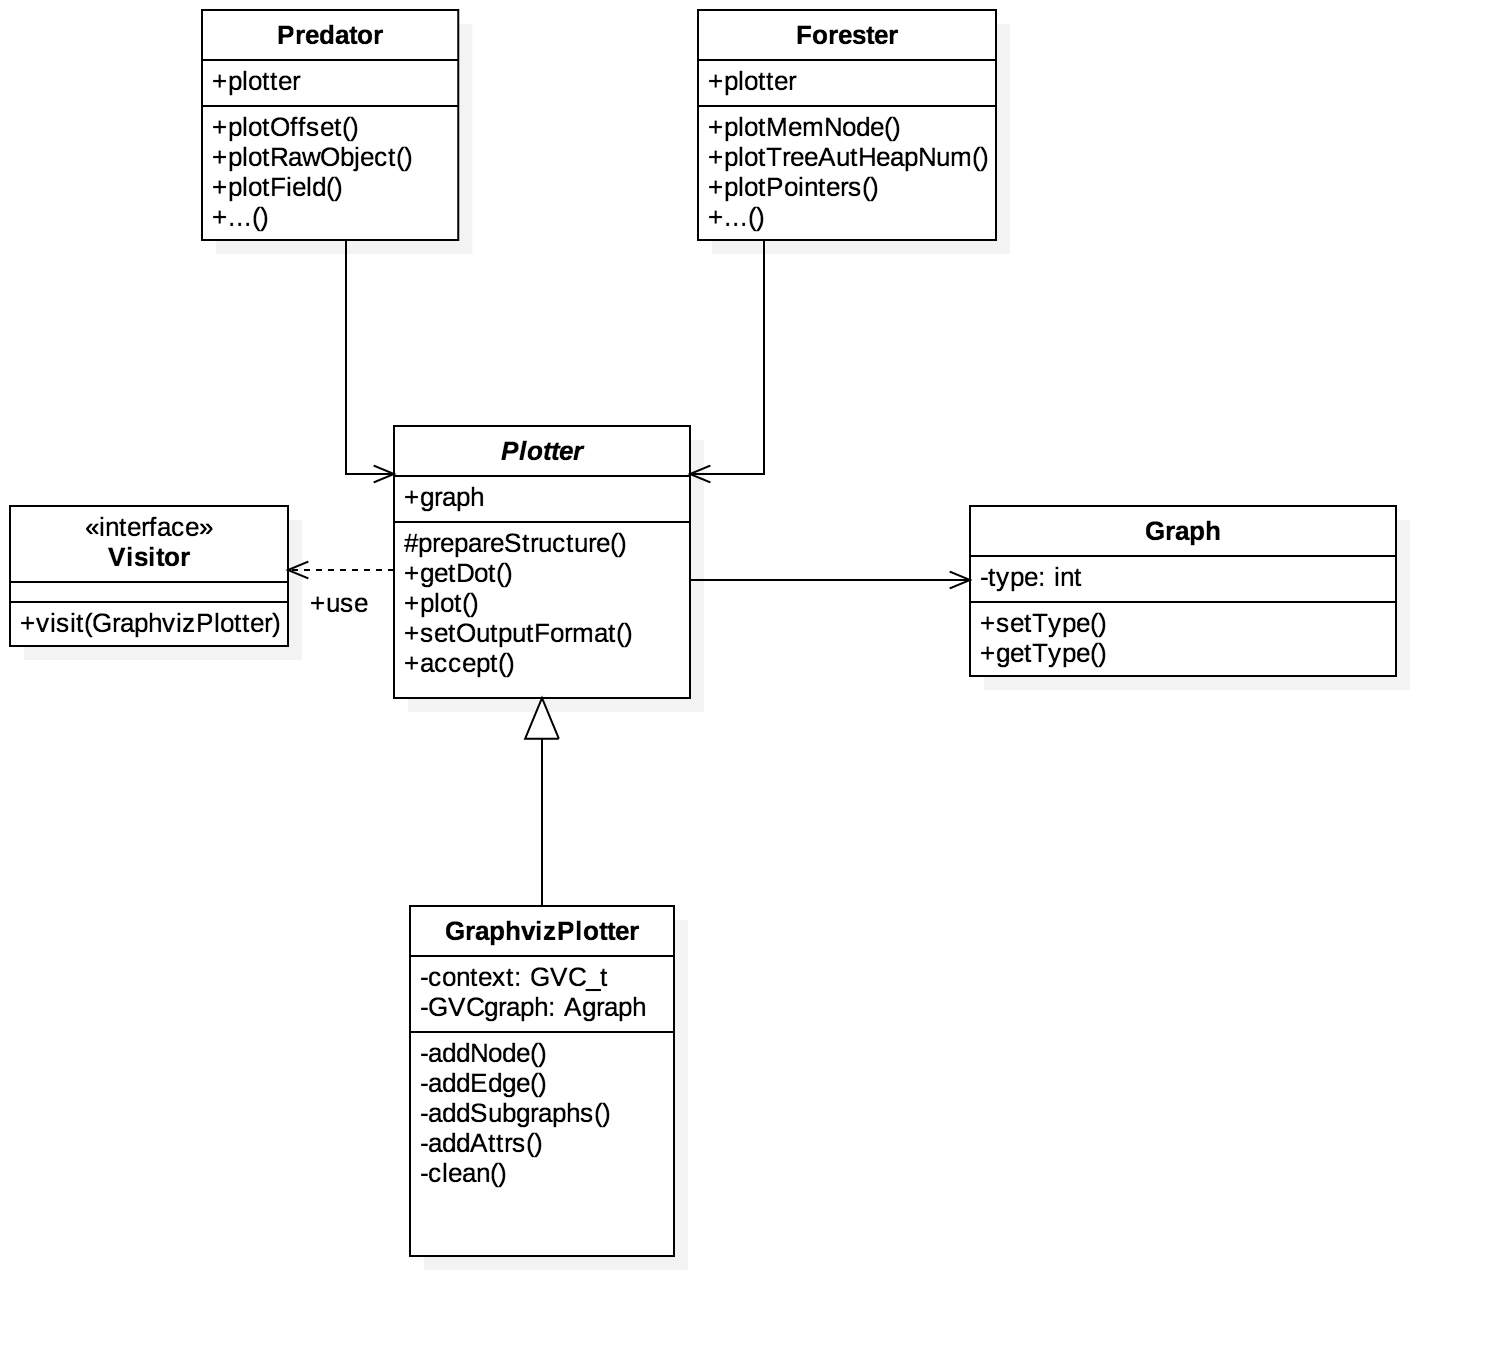 Predator
+plotter
+plotOffset()
+plotRawObject()
+plotField()
+...()
Forester
+plotter
+plotMemNode()
+plotTreeAutHeapNum()
+plotPointers()
+...()
Plotter
+graph
#prepareStructure()
+getDot()
+plot()
+setOutputFormat()
+accept()
«interface»
Visitor
+visit(GraphvizPlotter)
+use
Graph
-type: int
+setType()
+getType()
GraphvizPlotter
-context: GVC_t
-GVCgraph: Agraph
-addNode()
-addEdge()
-addSubgraphs()
-addAttrs()
-clean()